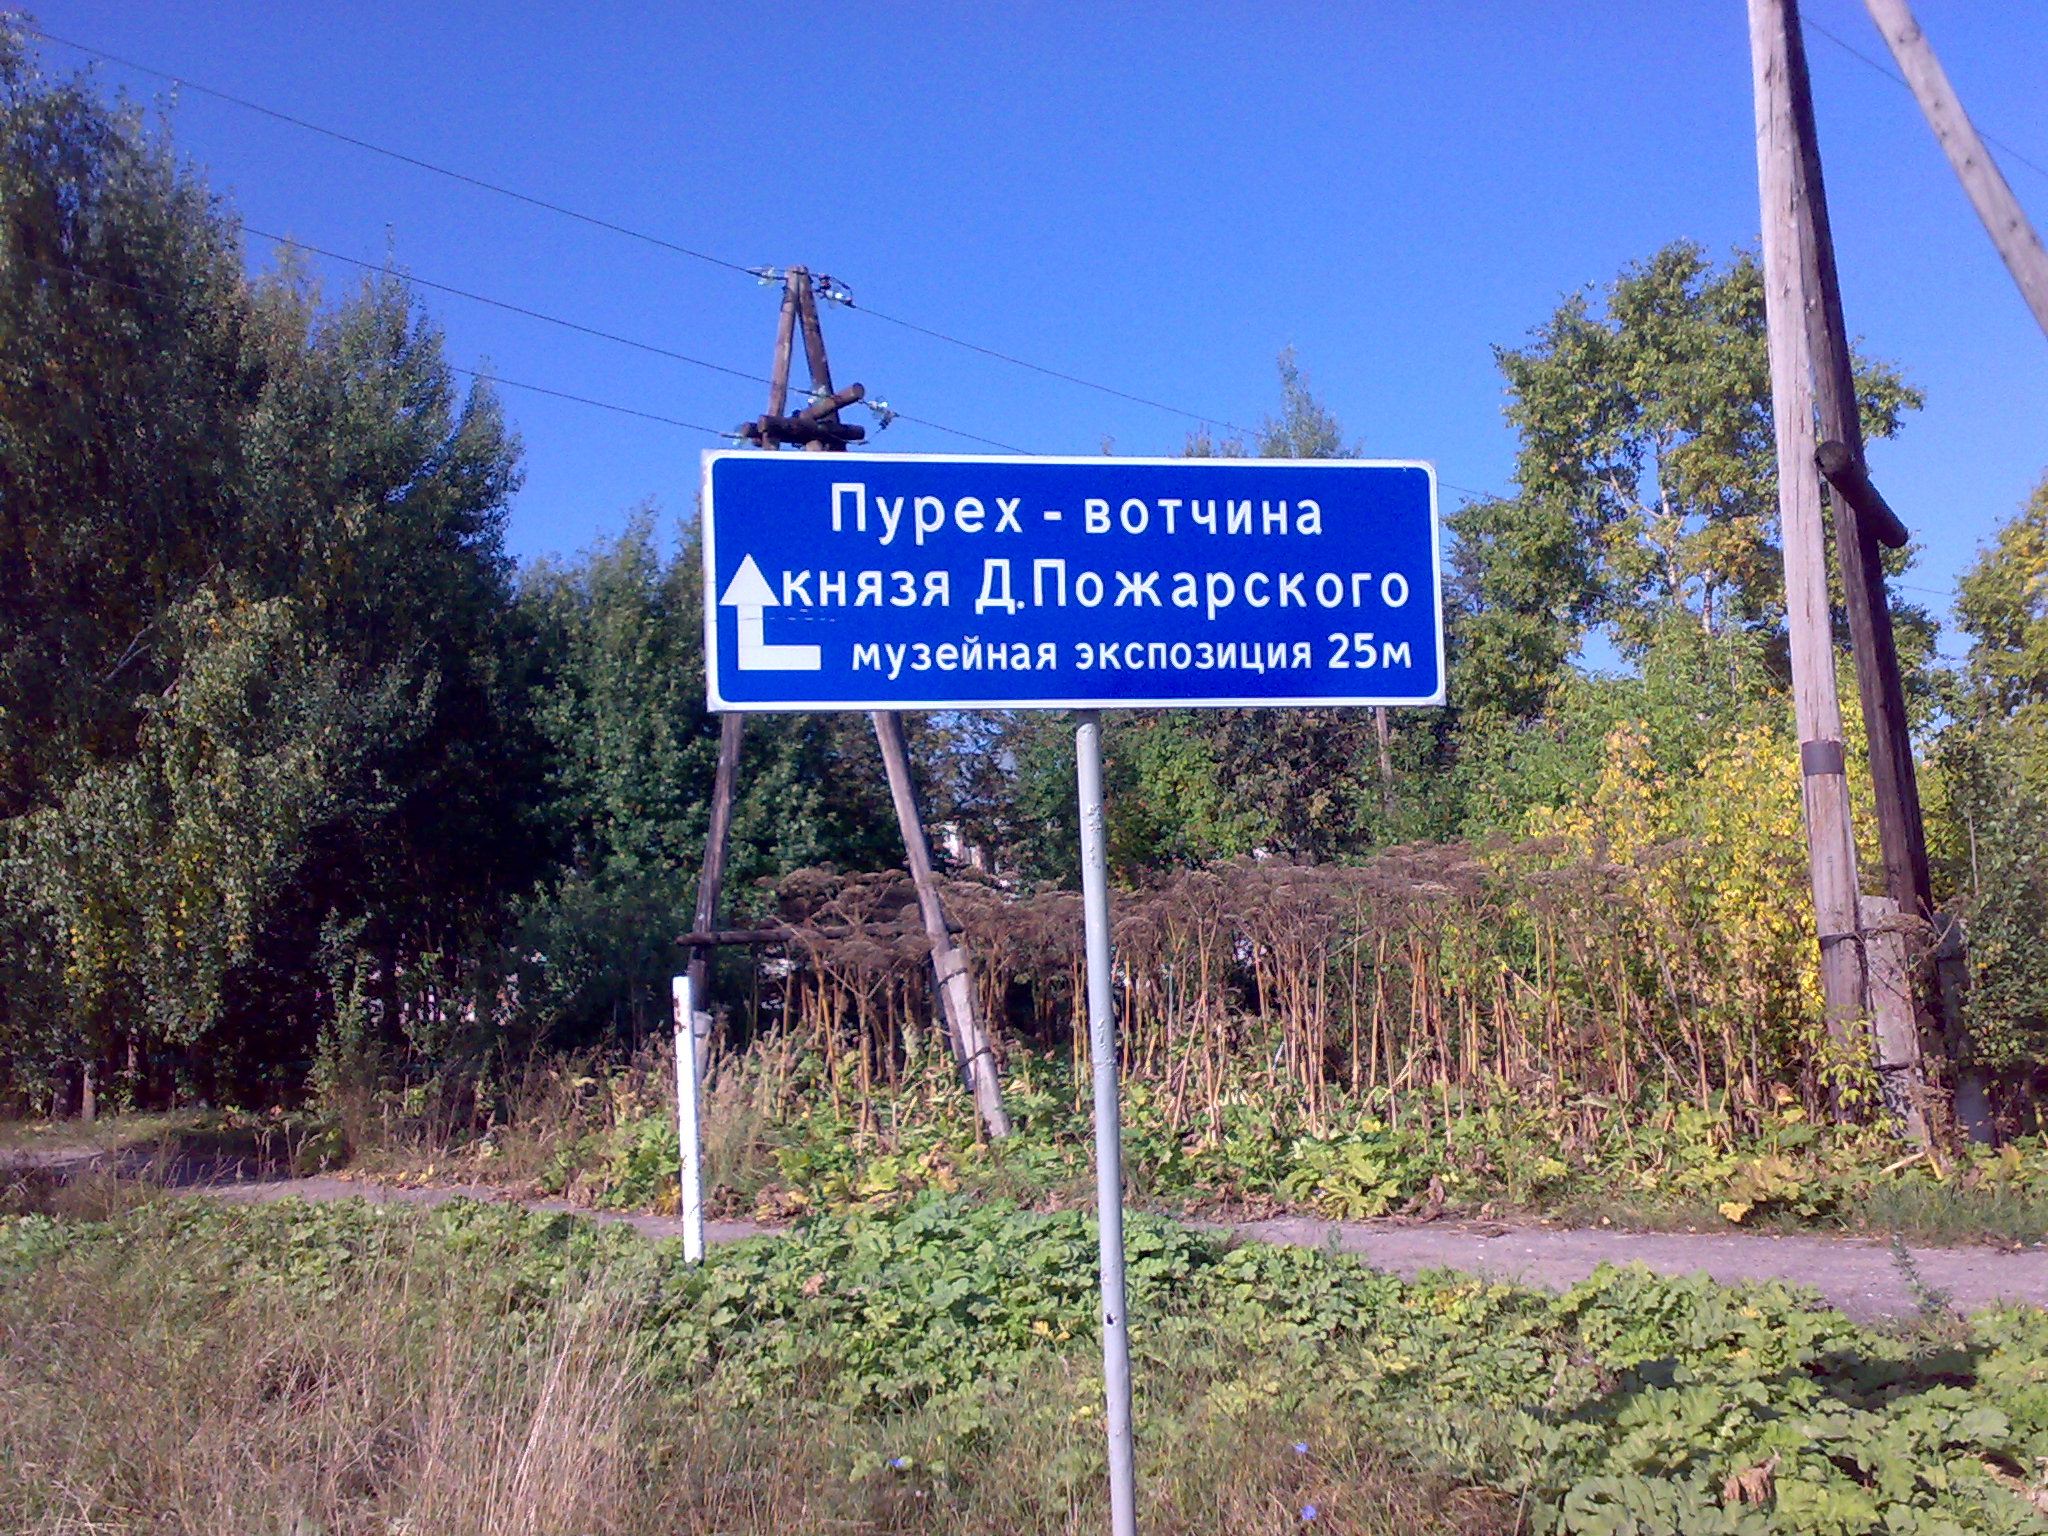 Пурех - вотчина
князя Д.Пожарского
музейная экспозиция 25м